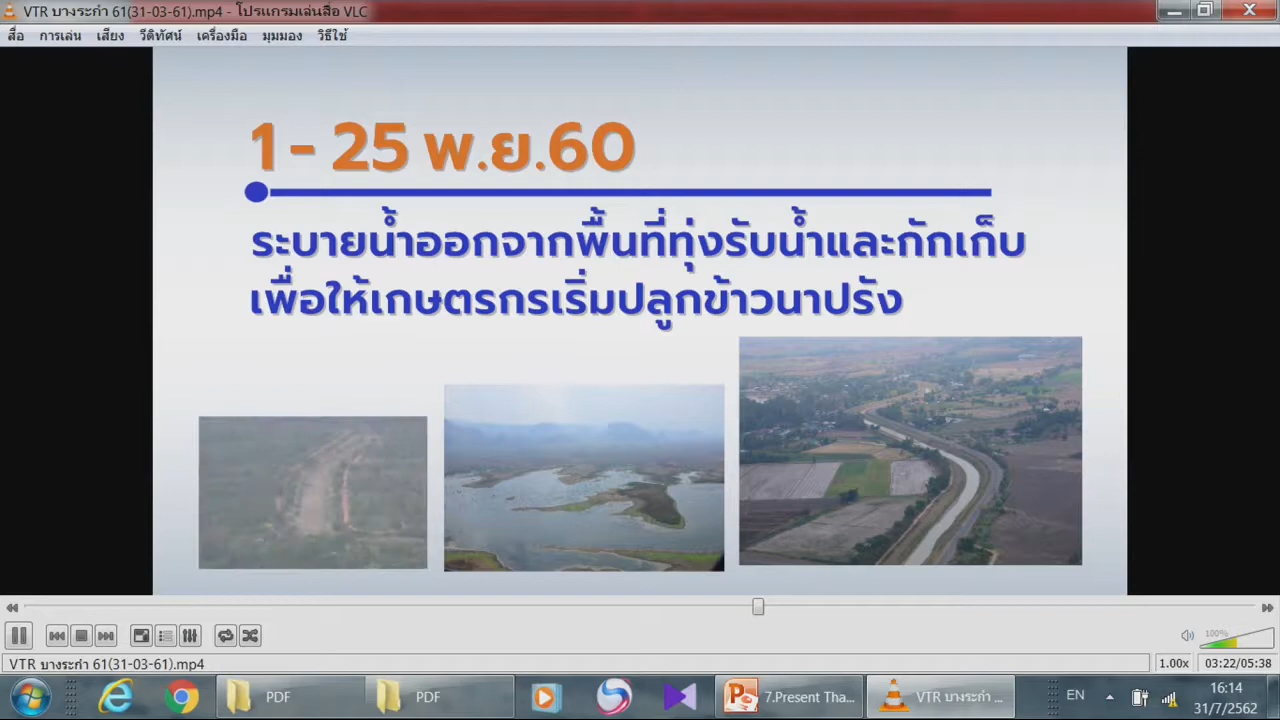 VTR บางระกำ 61(31-03-61).mp4 - โปรแกรมเล่นสื่อ VLC
สื่อ การเล่น เสียง วีดิทัศน์ เครื่องมือ มุมมอง วิธีใช้
1 - 25 พ.ย.60
ระบายน้ำออกจากพื้นที่ทุ่งรับน้ำและกักเก็บ
เพื่อให้เกษตรกรเริ่มปลูกข้าวนาปรัง
100%
VTR บางระกำ 61(31-03-61).mp4 1.00x 03:22/05:38
PDF PDF 7.Present Tha... VTR บางระกำ ... EN 16:14
31/7/2562